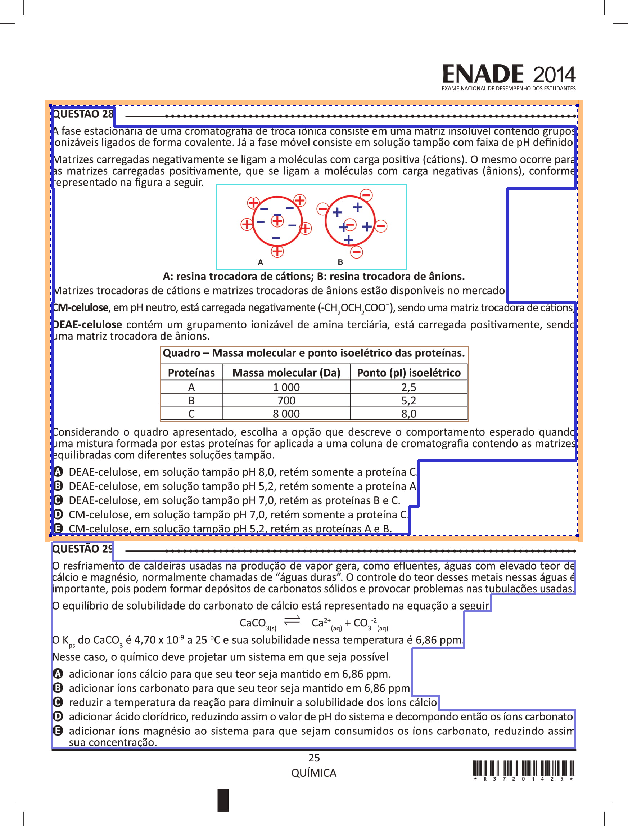 ENADE 2014
EXAME NACIONAL DE DESEMPENHO DOS ESTUDANTES
QUESTÃO 28
A fase estacionária de uma cromatografia de troca iônica consiste em uma matriz insolúvel contendo grupos
ionizáveis ligados de forma covalente. Já a fase móvel consiste em solução tampão com faixa de pH definido.
Matrizes carregadas negativamente se ligam a moléculas com carga positiva (cátions). O mesmo ocorre para
as matrizes carregadas positivamente, que se ligam a moléculas com carga negativas (ânions), conforme
representado na figura a seguir.
A B
A: resina trocadora de cátions; B: resina trocadora de ânions.
Matrizes trocadoras de cátions e matrizes trocadoras de ânions estão disponíveis no mercado.
CM-celulose, em pH neutro, está carregada negativamente (-CH2OCH2COO⁻), sendo uma matriz trocadora de cátions.
DEAE-celulose contém um grupamento ionizável de amina terciária, está carregada positivamente, sendo
uma matriz trocadora de ânions.
Quadro – Massa molecular e ponto isoelétrico das proteínas.
Proteínas Massa molecular (Da) Ponto (pI) isoelétrico
A 1 000 2,5
B 700 5,2
C 8 000 8,0
Considerando o quadro apresentado, escolha a opção que descreve o comportamento esperado quando
uma mistura formada por estas proteínas for aplicada a uma coluna de cromatografia contendo as matrizes
equilibradas com diferentes soluções tampão.
A DEAE-celulose, em solução tampão pH 8,0, retém somente a proteína C.
B DEAE-celulose, em solução tampão pH 5,2, retém somente a proteína A.
C DEAE-celulose, em solução tampão pH 7,0, retém as proteínas B e C.
D CM-celulose, em solução tampão pH 7,0, retém somente a proteína C.
E CM-celulose, em solução tampão pH 5,2, retém as proteínas A e B.
QUESTÃO 29
O resfriamento de caldeiras usadas na produção de vapor gera, como efluentes, águas com elevado teor de
cálcio e magnésio, normalmente chamadas de “águas duras”. O controle do teor desses metais nessas águas é
importante, pois podem formar depósitos de carbonatos sólidos e provocar problemas nas tubulações usadas.
O equilíbrio de solubilidade do carbonato de cálcio está representado na equação a seguir.
CaCO3(s) ⇌ Ca²⁺(aq) + CO3⁻²(aq)
O Kps do CaCO3 é 4,70 x 10⁻⁹ a 25 °C e sua solubilidade nessa temperatura é 6,86 ppm.
Nesse caso, o químico deve projetar um sistema em que seja possível
A adicionar íons cálcio para que seu teor seja mantido em 6,86 ppm.
B adicionar íons carbonato para que seu teor seja mantido em 6,86 ppm.
C reduzir a temperatura da reação para diminuir a solubilidade dos íons cálcio.
D adicionar ácido clorídrico, reduzindo assim o valor de pH do sistema e decompondo então os íons carbonato.
E adicionar íons magnésio ao sistema para que sejam consumidos os íons carbonato, reduzindo assim
sua concentração.
25
QUÍMICA
*R3720142​5*